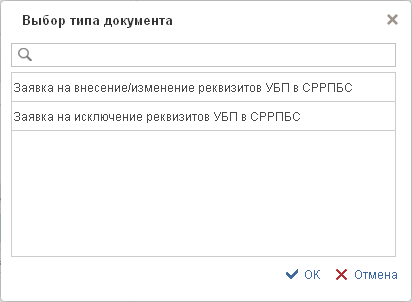 Выбор типа документа
Заявка на внесение/изменение реквизитов УБП в СРРПБС
Заявка на исключение реквизитов УБП в СРРПБС
ОК Отмена